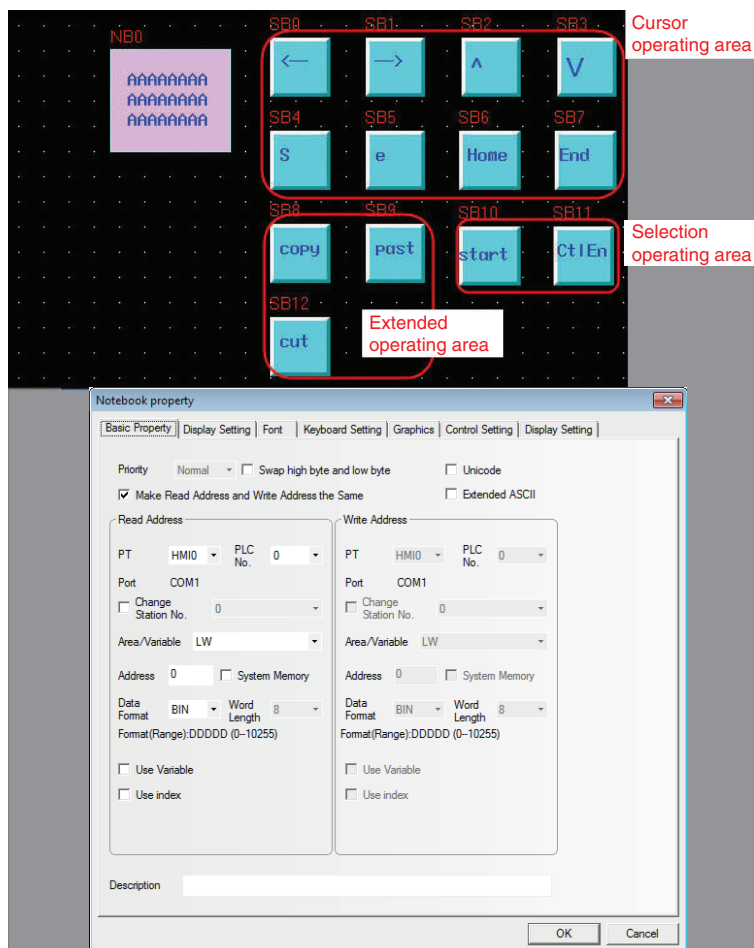 SB0 SB1 SB2 SB3
Cursor
operating area
NB0
<— —> ʌ V
AAAAAAAA
AAAAAAAA
AAAAAAAA
SB4 SB5 SB6 SB7
S e Home End
SB8 SB9 SB10 SB11
Selection
operating area
copy past start CtlEn
SB12
Extended
operating area
cut
Notebook property
Basic Property Display Setting Font Keyboard Setting Graphics Control Setting Display Setting
Priority Normal Swap high byte and low byte Unicode
Make Read Address and Write Address the Same Extended ASCII
Read Address
PT HMI0 PLC No. 0
Port COM1
Change Station No. 0
Area/Variable LW
Address 0 System Memory
Data Format BIN Word Length 8
Format(Range):DDDDD (0--10255)
Use Variable
Use index
Write Address
PT HMI0 PLC No. 0
Port COM1
Change Station No. 0
Area/Variable LW
Address 0 System Memory
Data Format BIN Word Length 8
Format(Range):DDDDD (0--10255)
Use Variable
Use index
Description
OK Cancel